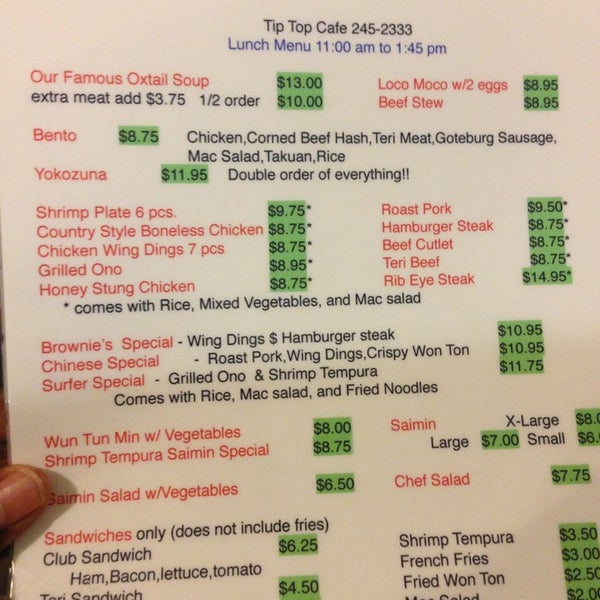 Tip Top Cafe 245-2333
Lunch Menu 11:00 am to 1:45 pm
Our Famous Oxtail Soup $13.00 Loco Moco w/2 eggs $8.95
extra meat add $3.75 1/2 order $10.00 Beef Stew $8.95
Bento $8.75 Chicken,Corned Beef Hash,Teri Meat,Goteburg Sausage,
Mac Salad,Takuan,Rice
Yokozuna $11.95 Double order of everything!!
Shrimp Plate 6 pcs. $9.75* Roast Pork $9.50*
Country Style Boneless Chicken $8.75* Hamburger Steak $8.75*
Chicken Wing Dings 7 pcs $8.75* Beef Cutlet $8.75*
Grilled Ono $8.95* Teri Beef $8.75*
Honey Stung Chicken $8.75* Rib Eye Steak $14.95*
* comes with Rice, Mixed Vegetables, and Mac salad
Brownie's Special - Wing Dings $ Hamburger steak $10.95
Chinese Special - Roast Pork,Wing Dings,Crispy Won Ton $10.95
Surfer Special - Grilled Ono & Shrimp Tempura $11.75
Comes with Rice, Mac salad, and Fried Noodles
Wun Tun Min w/ Vegetables $8.00 Saimin X-Large $8.
Shrimp Tempura Saimin Special $8.75 Large $7.00 Small $6.
Saimin Salad w/Vegetables $6.50 Chef Salad $7.75
Sandwiches only (does not include fries)
Club Sandwich $6.25 Shrimp Tempura $3.50
Ham,Bacon,lettuce,tomato French Fries $3.00
Teri Sandwich $4.50 Fried Won Ton $2.50
Mac Salad $2.00